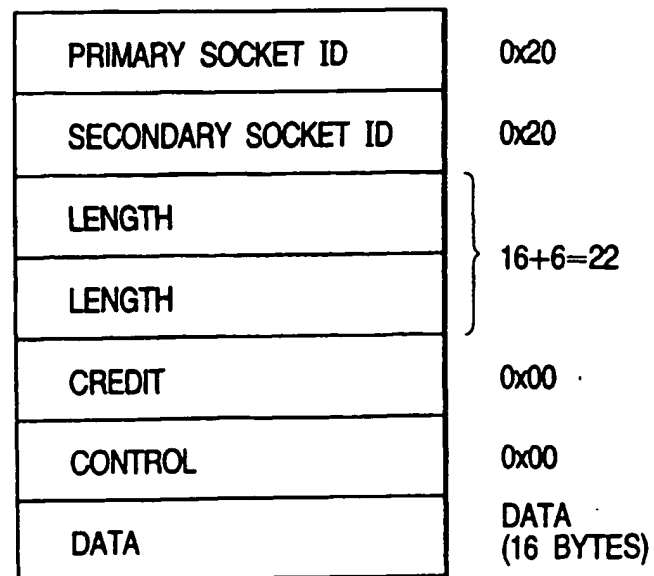 PRIMARY SOCKET ID 0x20
SECONDARY SOCKET ID 0x20
LENGTH
16+6=22
LENGTH
CREDIT 0x00
CONTROL 0x00
DATA DATA
(16 BYTES)